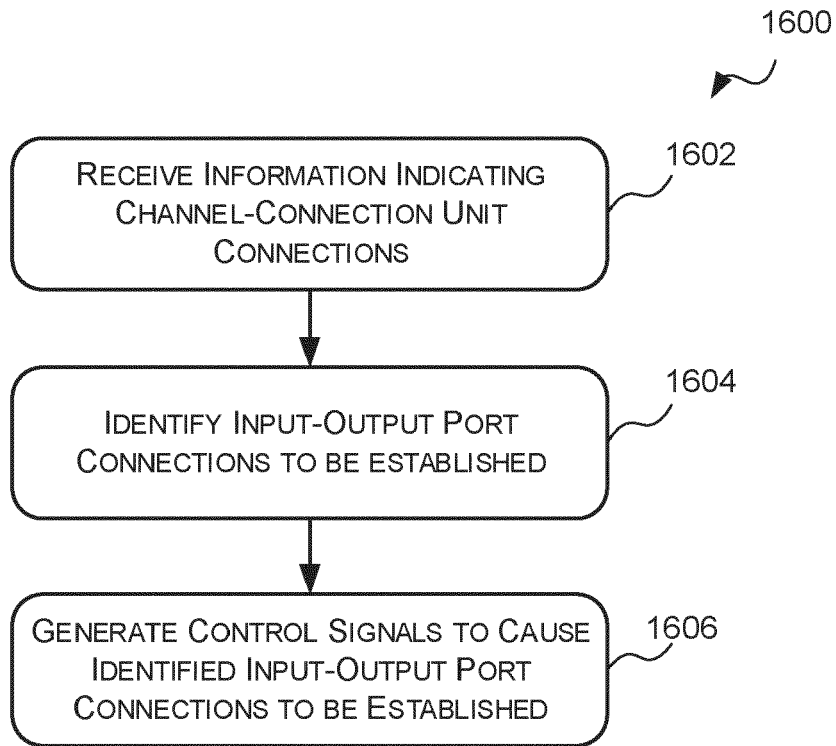 1600
RECEIVE INFORMATION INDICATING
CHANNEL-CONNECTION UNIT
CONNECTIONS
1602
IDENTIFY INPUT-OUTPUT PORT
CONNECTIONS TO BE ESTABLISHED
1604
GENERATE CONTROL SIGNALS TO CAUSE
IDENTIFIED INPUT-OUTPUT PORT
CONNECTIONS TO BE ESTABLISHED
1606